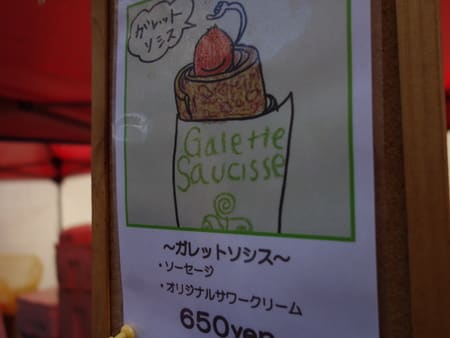 ガレット
ソシス
Galette
Saucisse
～ガレットソシス～
・ソーセージ
・オリジナルサワークリーム
650yen